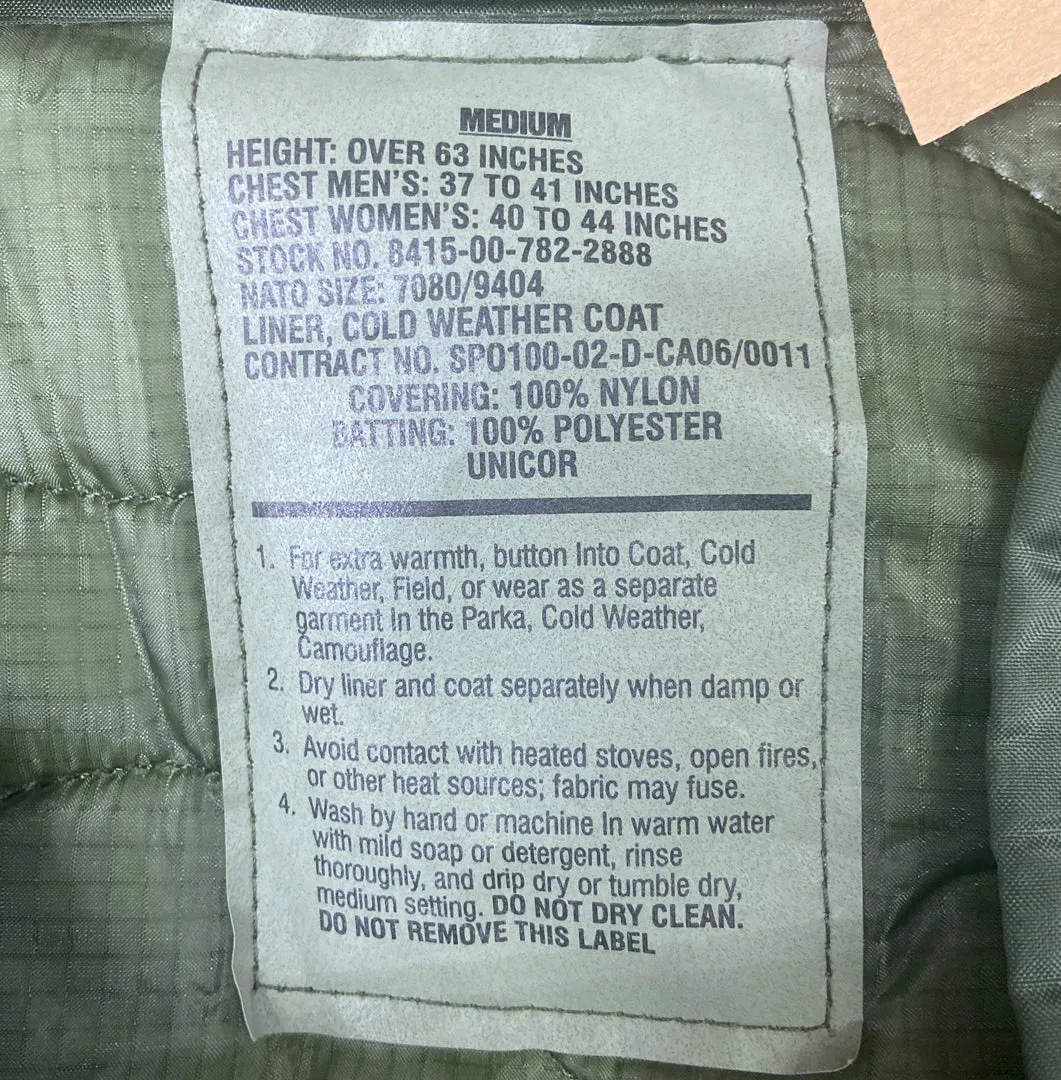 MEDIUM
HEIGHT: OVER 63 INCHES
CHEST MEN'S: 37 TO 41 INCHES
CHEST WOMEN'S: 40 TO 44 INCHES
STOCK NO. 8415-00-782-2888
NATO SIZE: 7080/9404
LINER, COLD WEATHER COAT
CONTRACT NO. SPO100-02-D-CA06/0011
COVERING: 100% NYLON
BATTING: 100% POLYESTER
UNICOR
1. For extra warmth, button Into Coat, Cold
Weather, Field, or wear as a separate
garment In the Parka, Cold Weather,
Camouflage.
2. Dry liner and coat separately when damp or
wet.
3. Avoid contact with heated stoves, open fires,
or other heat sources; fabric may fuse.
4. Wash by hand or machine In warm water
with mild soap or detergent, rinse
thoroughly, and drip dry or tumble dry,
medium setting. DO NOT DRY CLEAN.
DO NOT REMOVE THIS LABEL